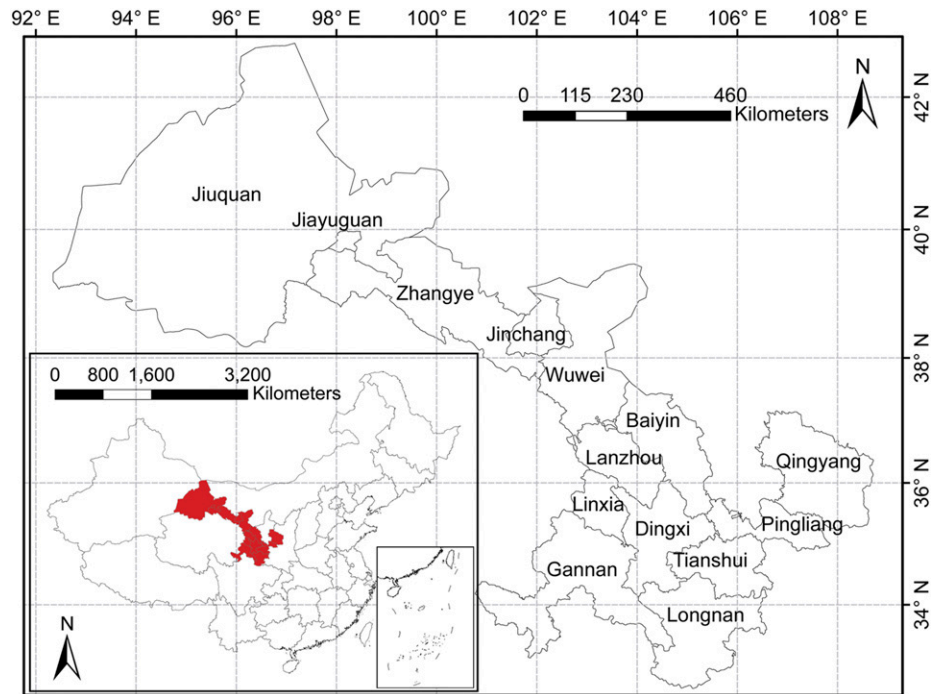 92° E 94° E 96° E 98° E 100° E 102° E 104° E 106° E 108° E
N
0 115 230 460
Kilometers
42° N
Jiuquan
Jiayuguan
40° N
Zhangye
Jinchang
38° N
Wuwei
0 800 1,600 3,200
Kilometers
Baiyin
Lanzhou
Qingyang
36° N
Linxia
Dingxi
Pingliang
Tianshui
Gannan
34° N
Longnan
N